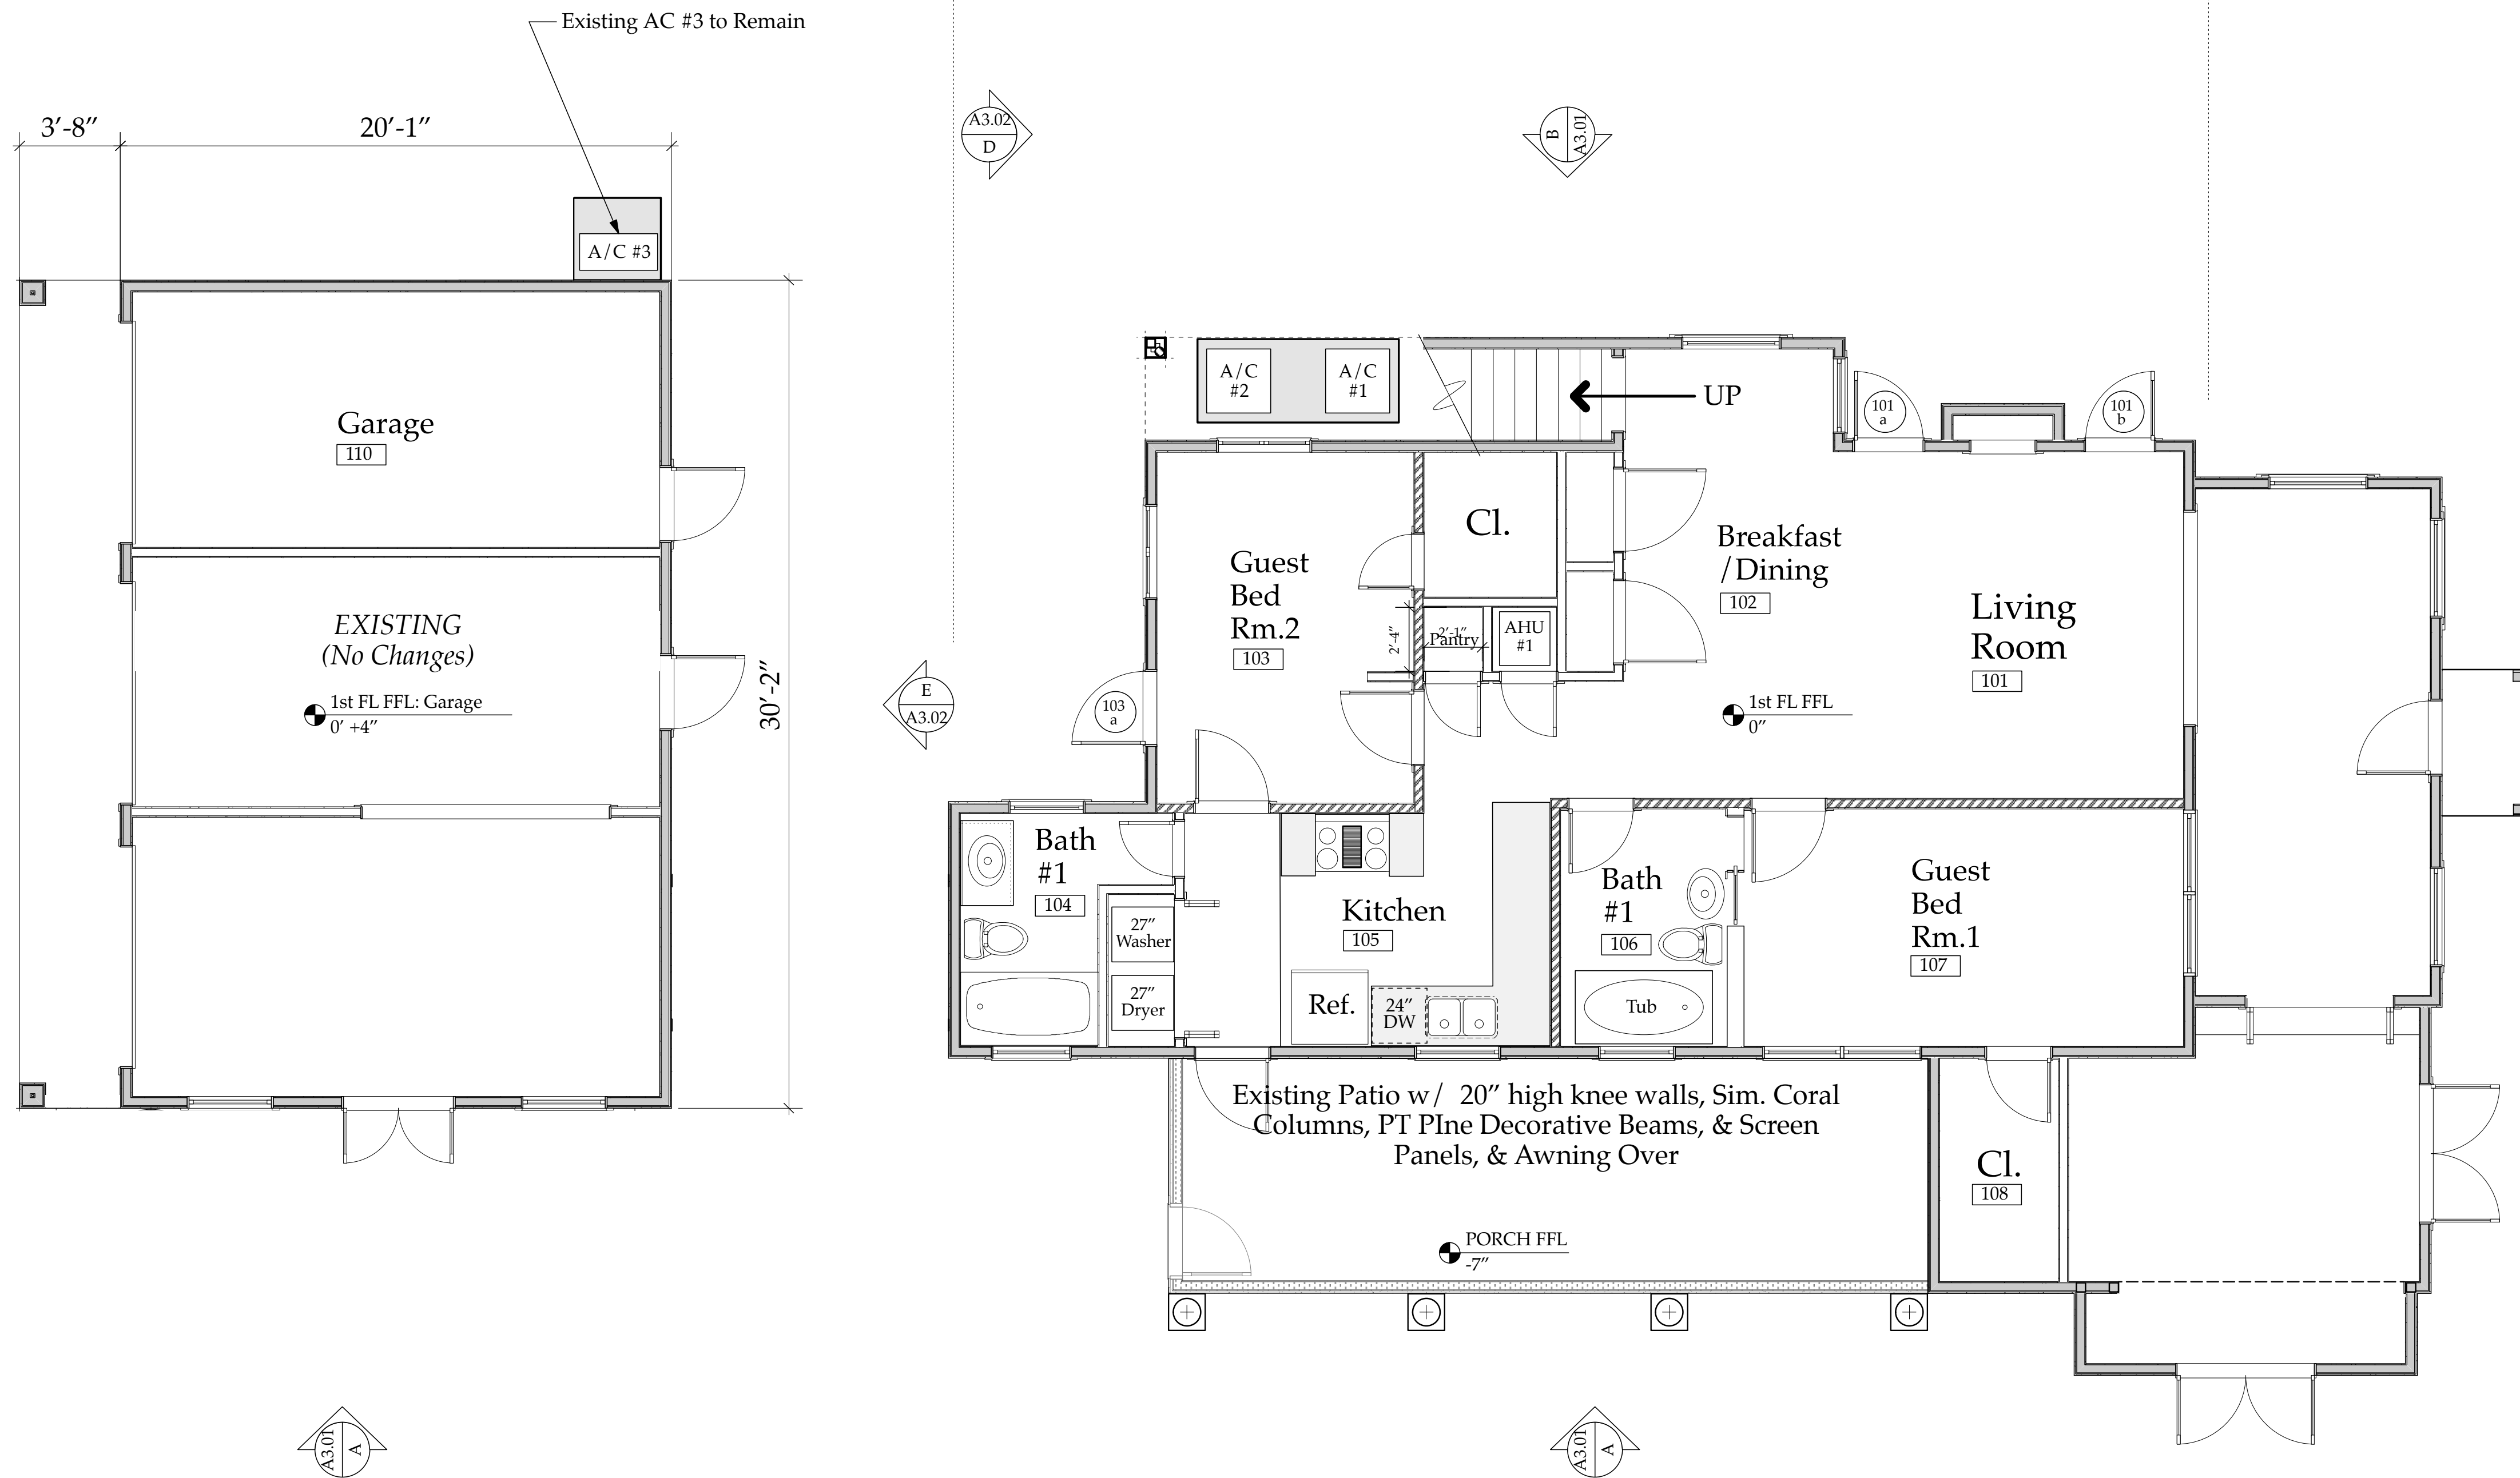 Existing AC #3 to Remain
3′-8″
20′-1″
A3.02
D
B
A3.01
A/C #3
A/C
#2
A/C
#1
UP
101
a
101
b
Garage
110
Cl.
Breakfast
/Dining
102
Guest
Bed
Rm.2
103
Living
Room
101
EXISTING
(No Changes)
2′-4″
2′-1″
Pantry
AHU
#1
1st FL FFL: Garage
0′ +4″
30′-2″
E
A3.02
103
a
1st FL FFL
0″
Bath
#1
104
27″
Washer
27″
Dryer
Kitchen
105
Ref.
24″
DW
Bath
#1
106
Tub
Guest
Bed
Rm.1
107
Existing Patio w/ 20″ high knee walls, Sim. Coral
Columns, PT PIne Decorative Beams, & Screen
Panels, & Awning Over
Cl.
108
PORCH FFL
-7″
A3.01
A
A3.01
A